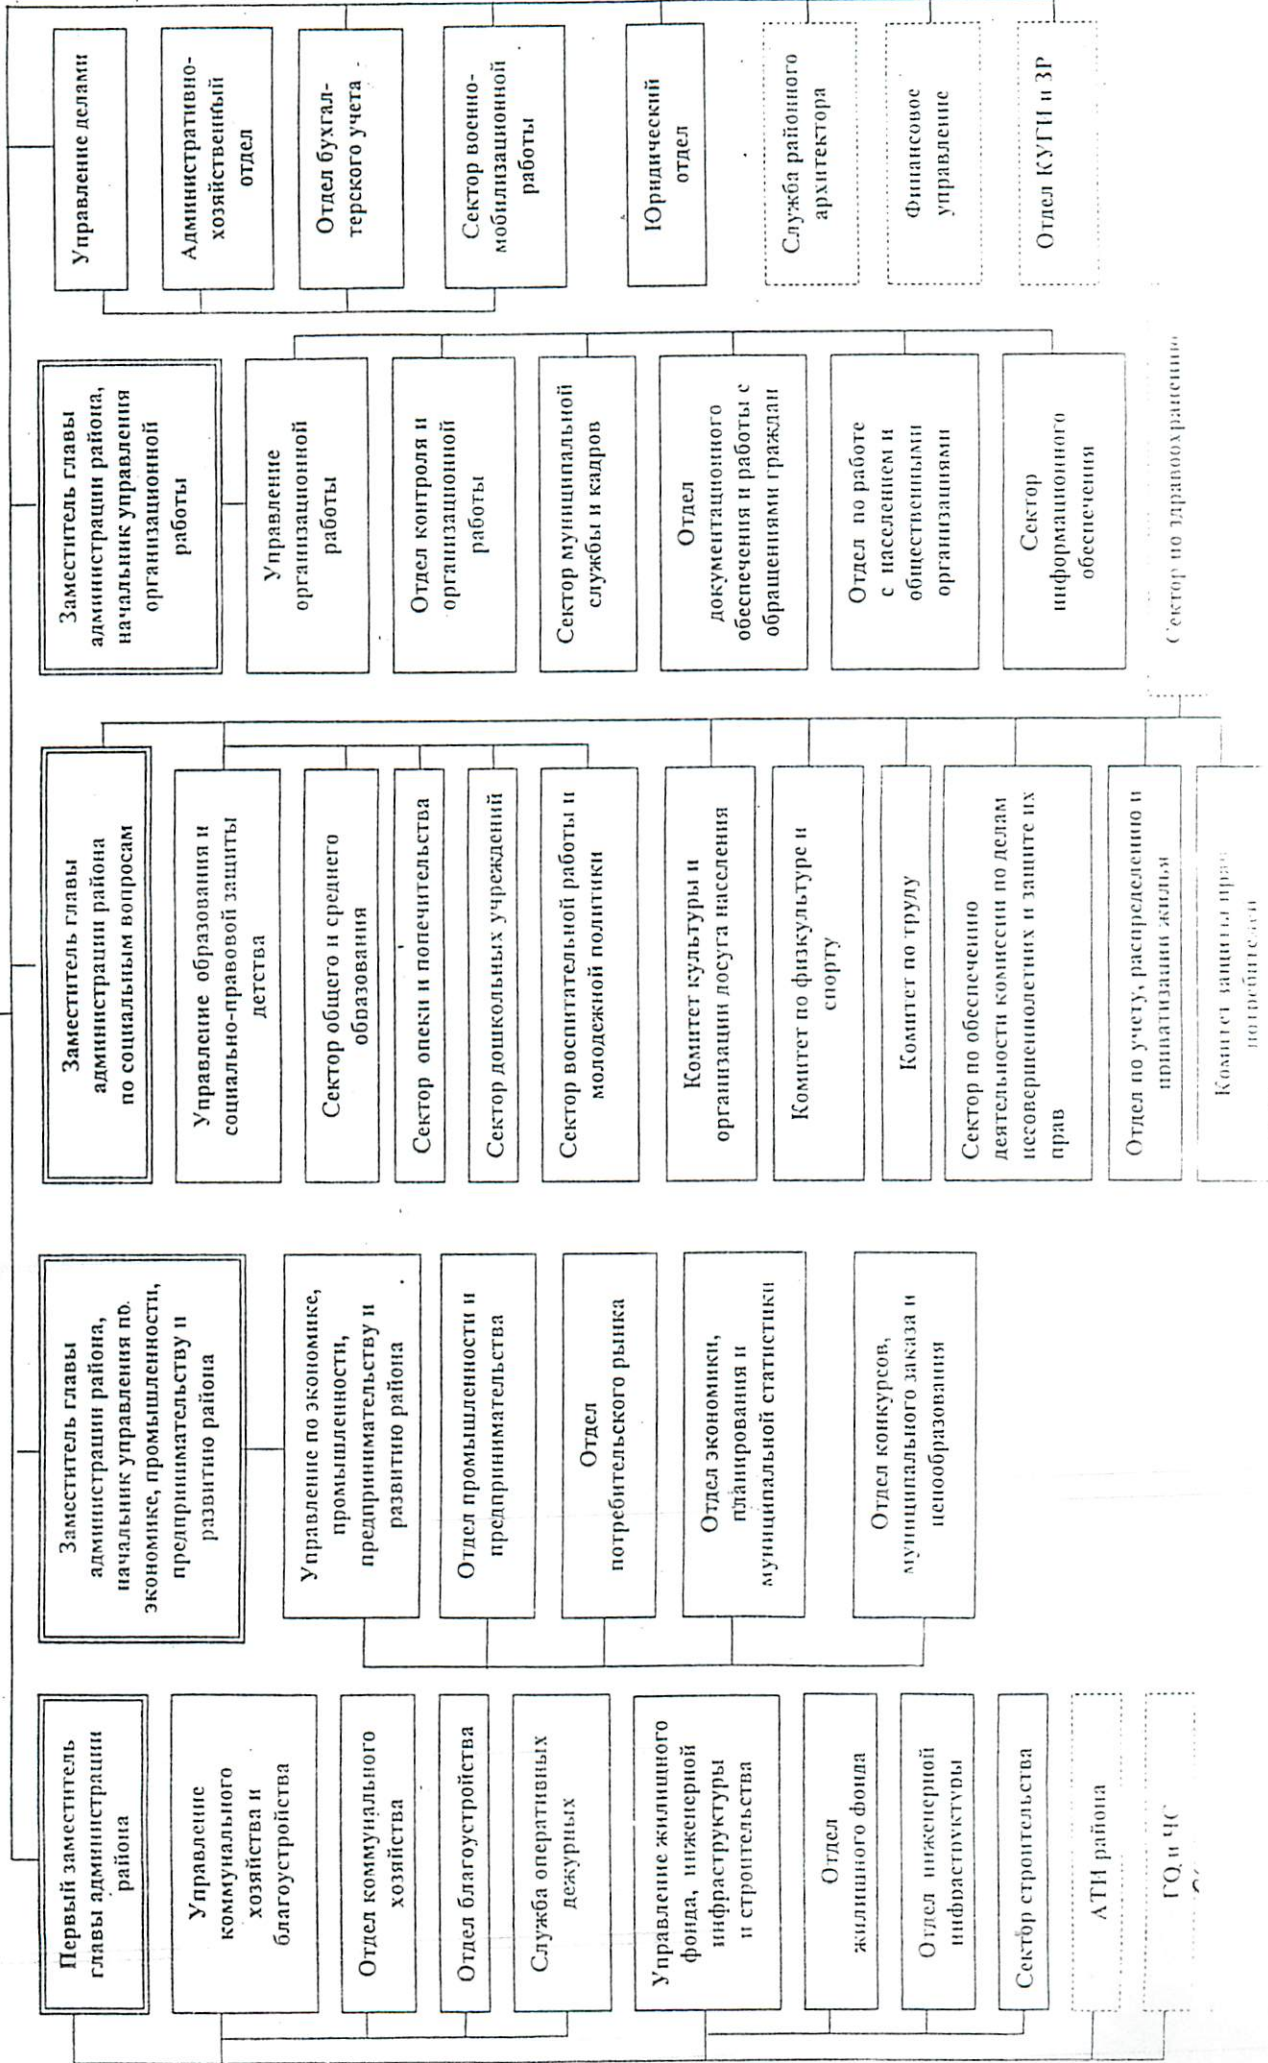 Первый заместитель
главы администрации
района
Управление
коммунального
хозяйства и
благоустройства
Отдел коммунального
хозяйства
Отдел благоустройства
Служба оперативных
дежурных
Управление жилищного
фонда, инженерной
инфраструктуры
и строительства
Отдел
жилищного фонда
Отдел инженерной
инфраструктуры
Сектор строительства
АТИ района
ГО и ЧС
Заместитель главы
администрации района,
начальник управления по
экономике, промышленности,
предпринимательству и
развитию района
Управление по экономике,
промышленности,
предпринимательству и
развитию района
Отдел промышленности и
предпринимательства
Отдел
потребительского рынка
Отдел экономики,
планирования и
муниципальной статистики
Отдел конкурсов,
муниципального заказа и
ценообразования
Заместитель главы
администрации района
по социальным вопросам
Управление образования и
социально-правовой защиты
детства
Сектор общего и среднего
образования
Сектор опеки и попечительства
Сектор дошкольных учреждений
Сектор воспитательной работы и
молодежной политики
Комитет культуры и
организации досуга населения
Комитет по физкультуре и
спорту
Комитет по труду
Сектор по обеспечению
деятельности комиссии по делам
несовершеннолетних и защите их
прав
Отдел по учету, распределению и
приватизации жилья
Комитет защиты прав
потребителей
Заместитель главы
администрации района,
начальник управления
организационной
работы
Управление
организационной
работы
Отдел контроля и
организационной
работы
Сектор муниципальной
службы и кадров
Отдел
документационного
обеспечения и работы с
обращениями граждан
Отдел по работе
с населением и
общественными
организациями
Сектор
информационного
обеспечения
Сектор по здравоохранению
Управление делами
Административно-
хозяйственный
отдел
Отдел бухгал-
терского учета
Сектор военно-
мобилизационной
работы
Юридический
отдел
Служба районного
архитектора
Финансовое
управление
Отдел КУГИ и ЗР